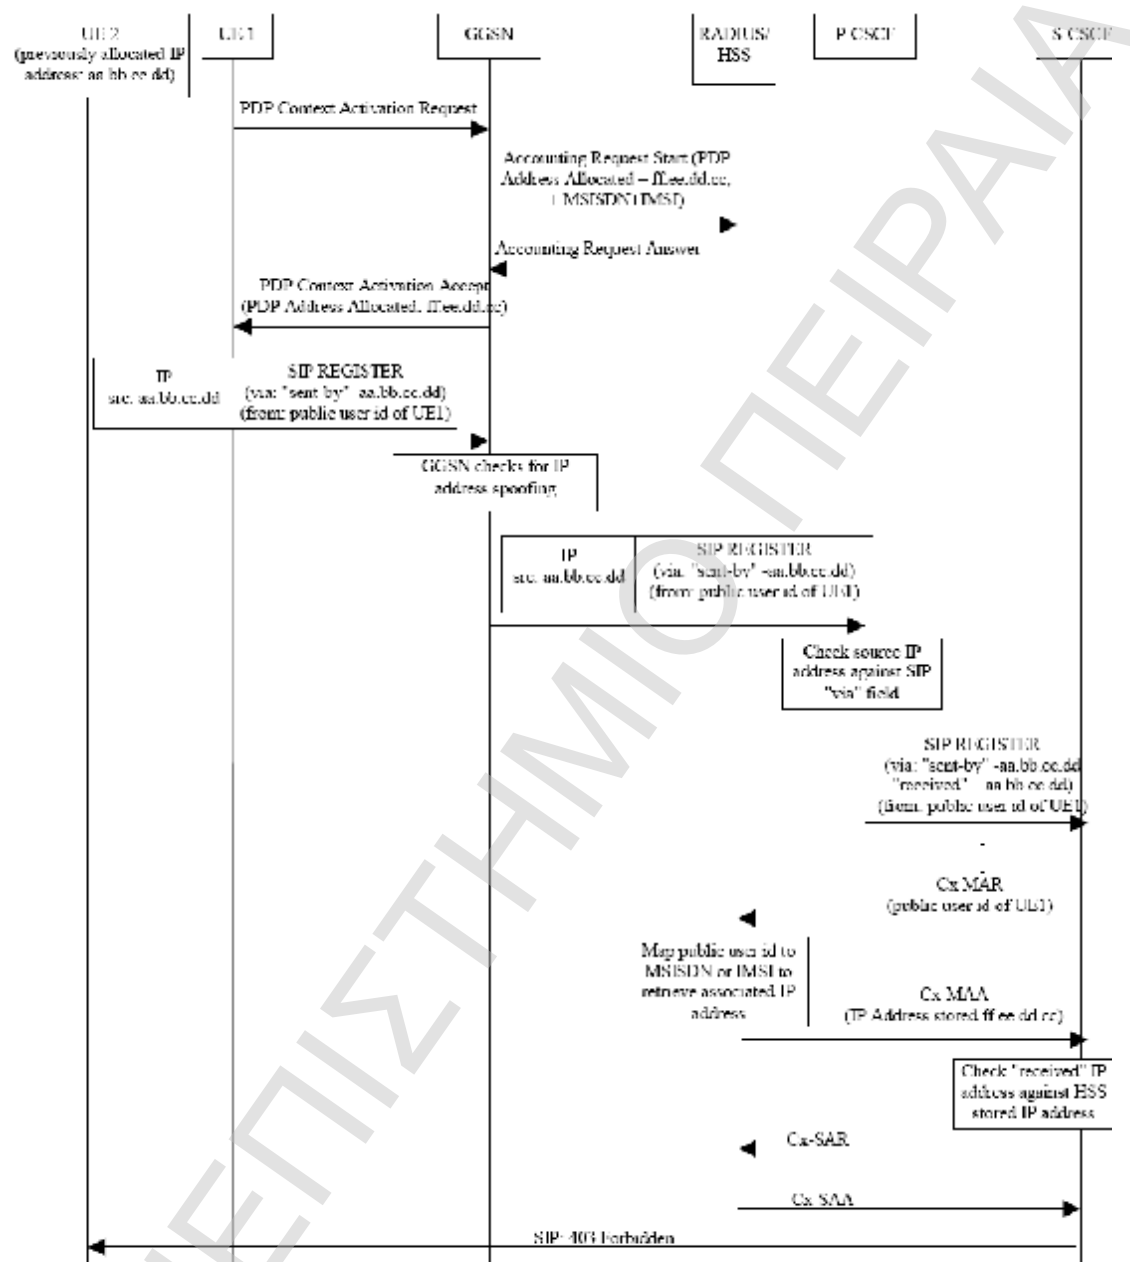 UE 2
(previously allocated IP
address: aa.bb.cc.dd)
UE 1
GGSN
RADIUS/
HSS
P-CSCF
S-CSCF
PDP Context Activation Request
Accounting Request Start (PDP
Address Allocated – ff.ee.dd.cc,
+ MSISDN+IMSI)
Accounting Request Answer
PDP Context Activation Accept
(PDP Address Allocated: ff.ee.dd.cc)
IP
src: aa.bb.cc.dd
SIP REGISTER
(via: "sent-by" -aa.bb.cc.dd)
(from: public user id of UE1)
GGSN checks for IP
address spoofing
IP
src: aa.bb.cc.dd
SIP REGISTER
(via: "sent-by" -aa.bb.cc.dd)
(from: public user id of UE1)
Check source IP
address against SIP
"via" field
SIP REGISTER
(via: "sent-by" -aa.bb.cc.dd
"received" – aa.bb.cc.dd)
(from: public user id of UE1)
Cx-MAR
(public user id of UE1)
Map public user id to
MSISDN or IMSI to
retrieve associated IP
address
Cx-MAA
(IP Address stored ff.ee.dd.cc)
Check "received" IP
address against HSS
stored IP address
Cx-SAR
Cx-SAA
SIP: 403 Forbidden
ΝΕΠΙΣΤΗΜΙΟ ΠΕΙΡΑΙΑ